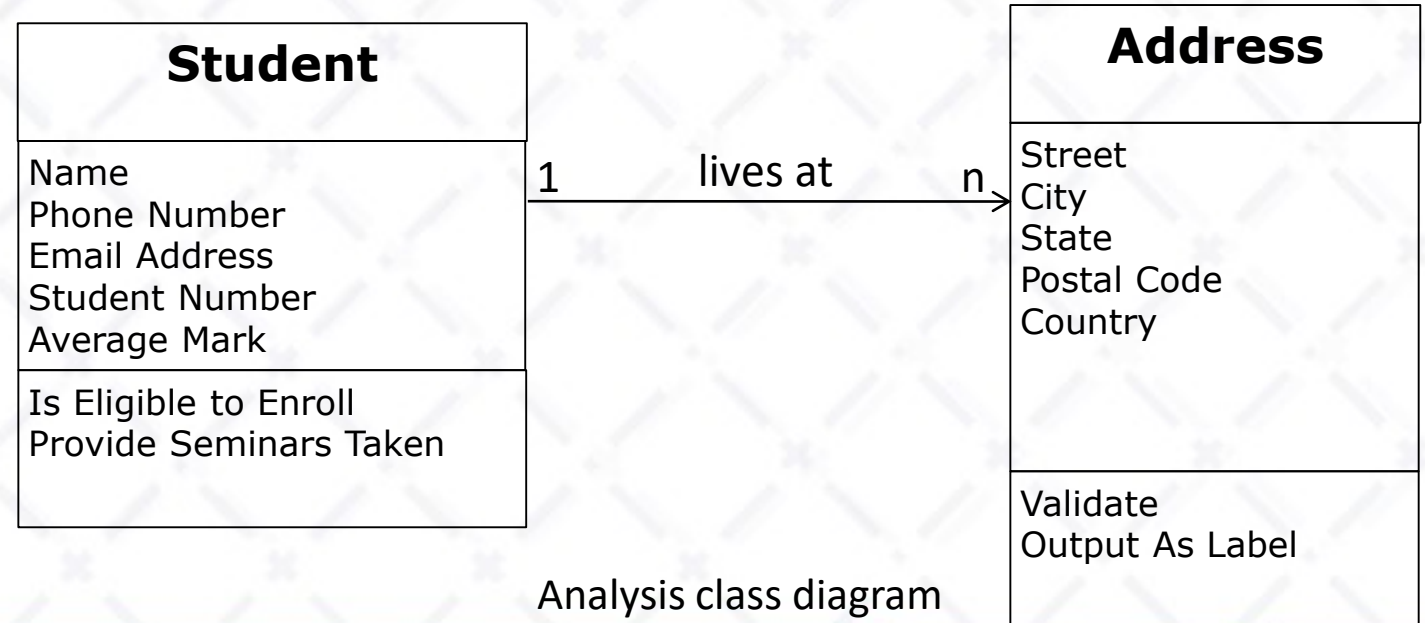 Student
Name
Phone Number
Email Address
Student Number
Average Mark
Is Eligible to Enroll
Provide Seminars Taken
1 lives at n
Address
Street
City
State
Postal Code
Country
Validate
Output As Label
Analysis class diagram